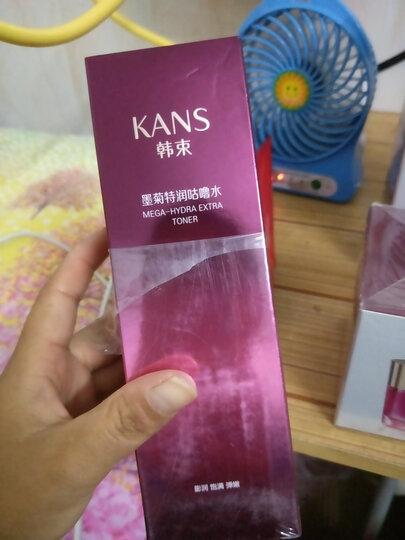 KANS
韩束
墨菊特润咕噜水
MEGA-HYDRA EXTRA
TONER
膨润 饱满 弹嫩